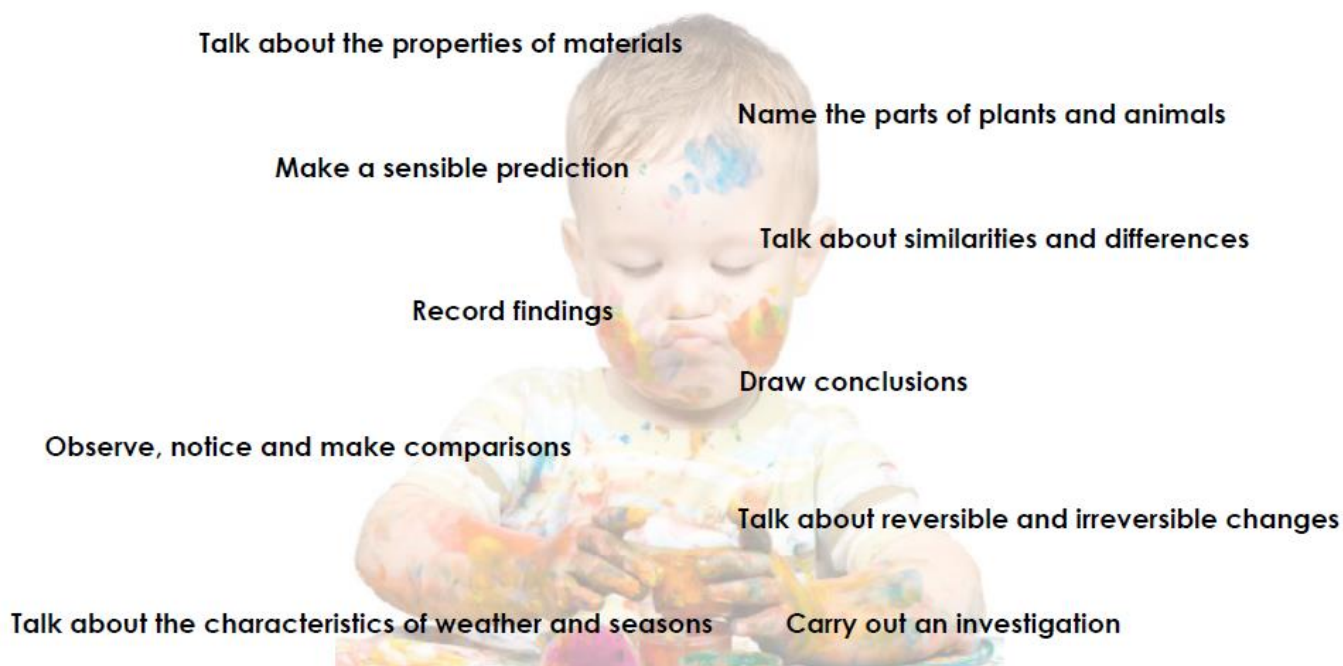 Talk about the properties of materials
Name the parts of plants and animals
Make a sensible prediction
Talk about similarities and differences
Record findings
Draw conclusions
Observe, notice and make comparisons
Talk about reversible and irreversible changes
Talk about the characteristics of weather and seasons
Carry out an investigation